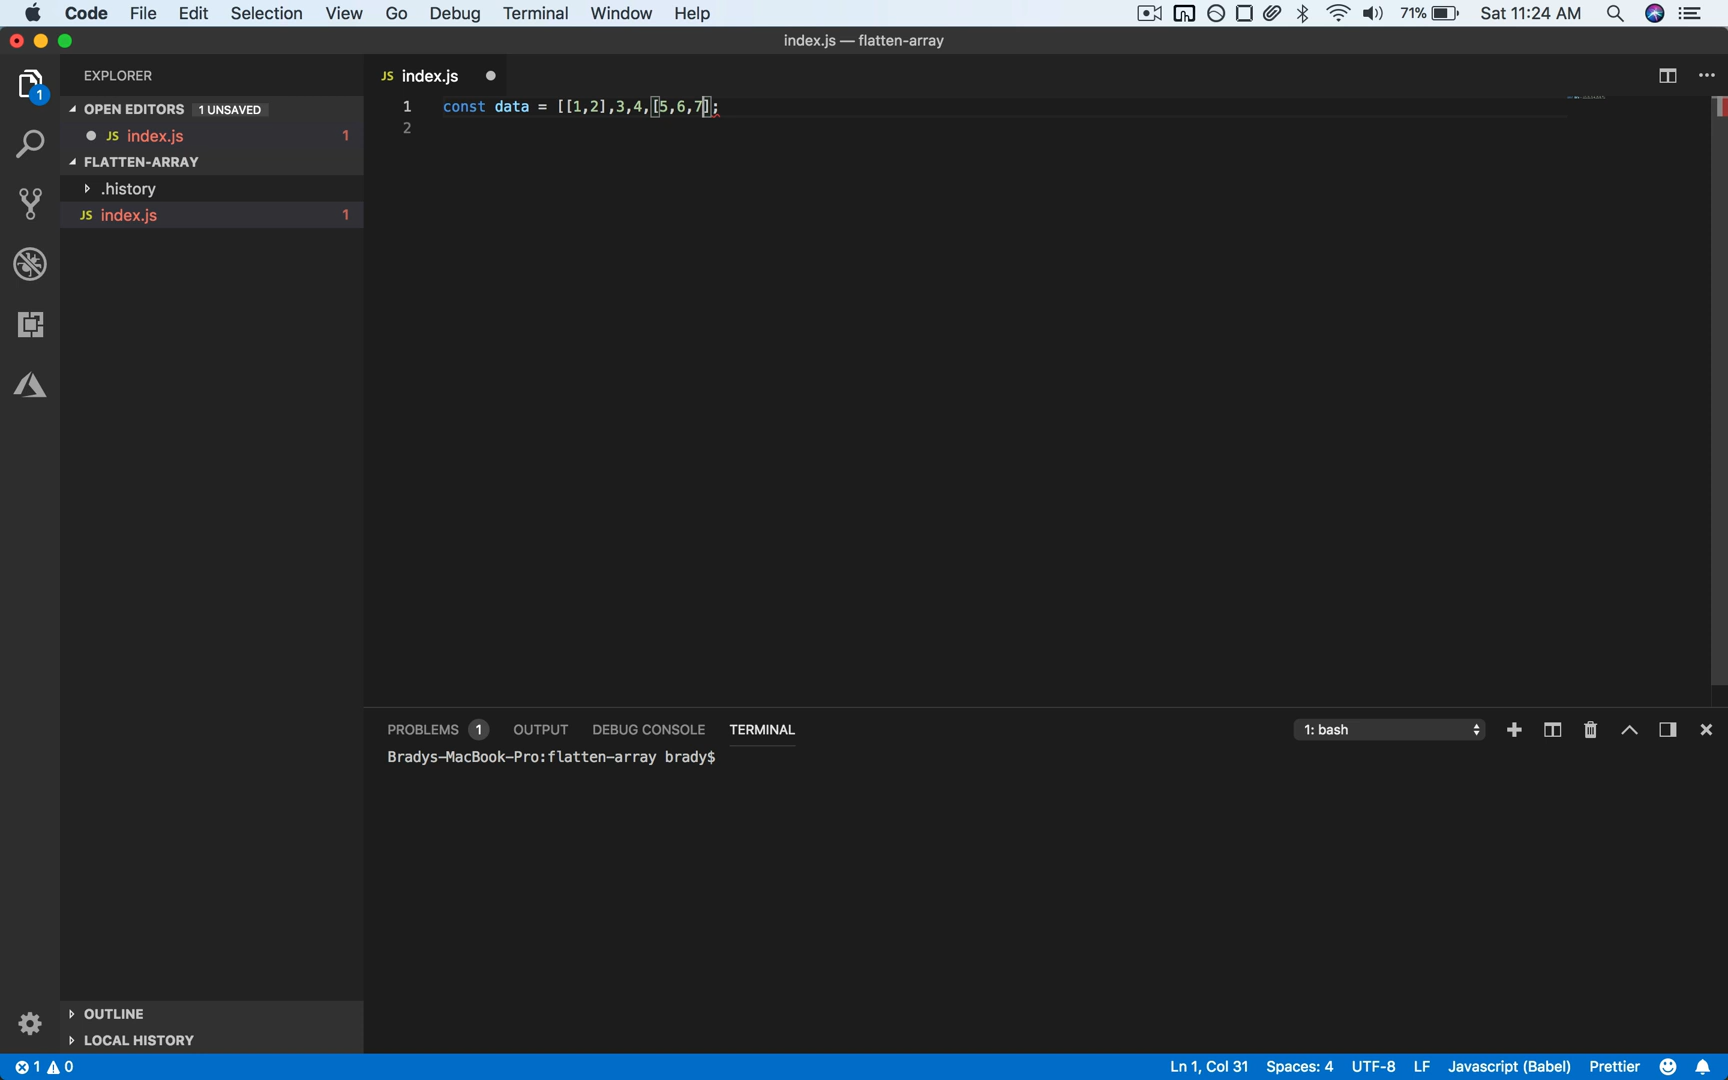 Code File Edit Selection View Go Debug Terminal Window Help 71% Sat 11:24 AM
index.js — flatten-array
EXPLORER
JS index.js
1
OPEN EDITORS 1 UNSAVED
JS index.js 1
FLATTEN-ARRAY
.history
JS index.js 1
1 const data = [[1,2],3,4,[5,6,7];
2
PROBLEMS 1 OUTPUT DEBUG CONSOLE TERMINAL 1: bash
Bradys-MacBook-Pro:flatten-array brady$
OUTLINE
LOCAL HISTORY
1 0 Ln 1, Col 31 Spaces: 4 UTF-8 LF Javascript (Babel) Prettier